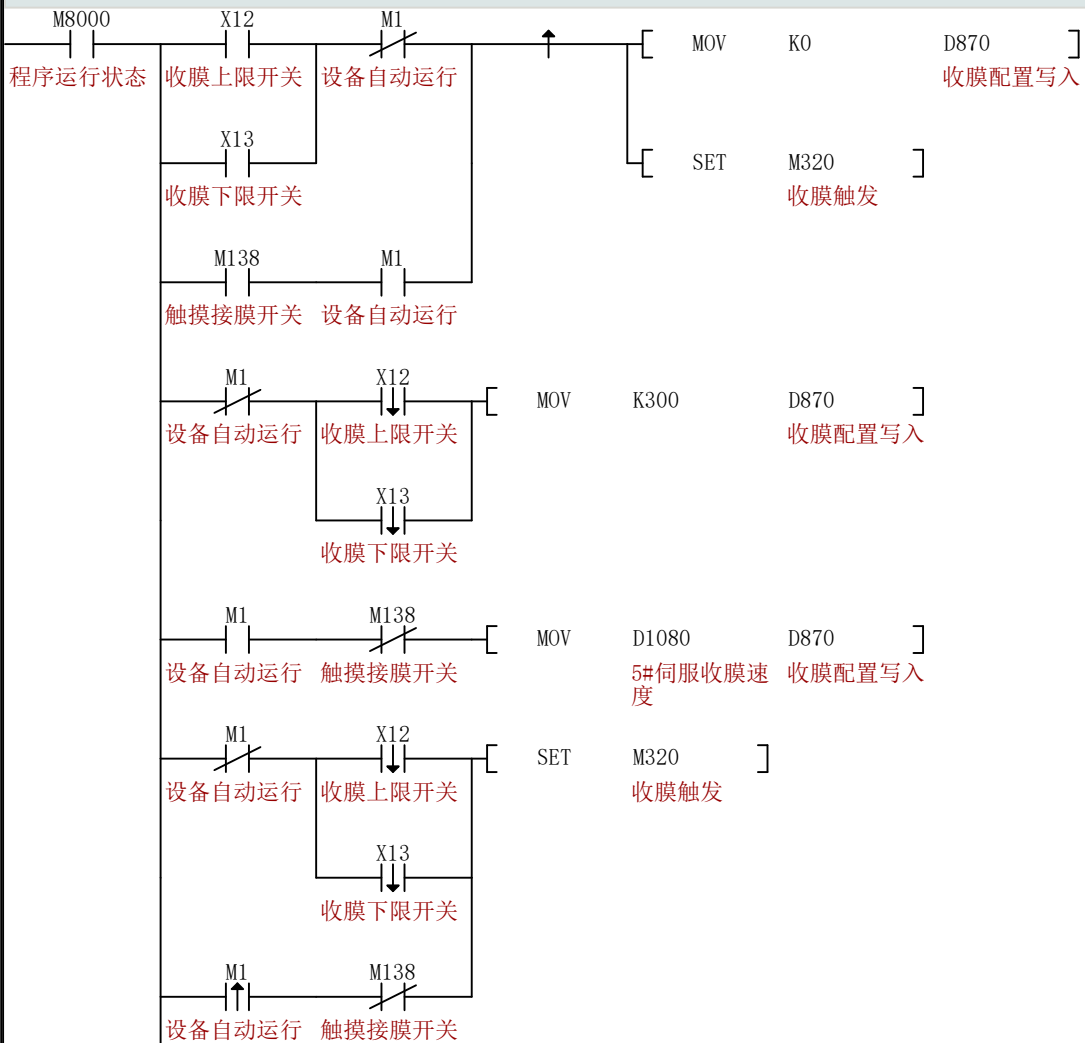 M8000 X12 M1
MOV K0 D870
程序运行状态 收膜上限开关 设备自动运行 收膜配置写入
X13
SET M320
收膜下限开关 收膜触发
M138 M1
触摸接膜开关 设备自动运行
M1 X12
MOV K300 D870
设备自动运行 收膜上限开关 收膜配置写入
X13
收膜下限开关
M1 M138
MOV D1080 D870
设备自动运行 触摸接膜开关 5#伺服收膜速 收膜配置写入
度
M1 X12
SET M320
设备自动运行 收膜上限开关 收膜触发
X13
收膜下限开关
M1 M138
设备自动运行 触摸接膜开关